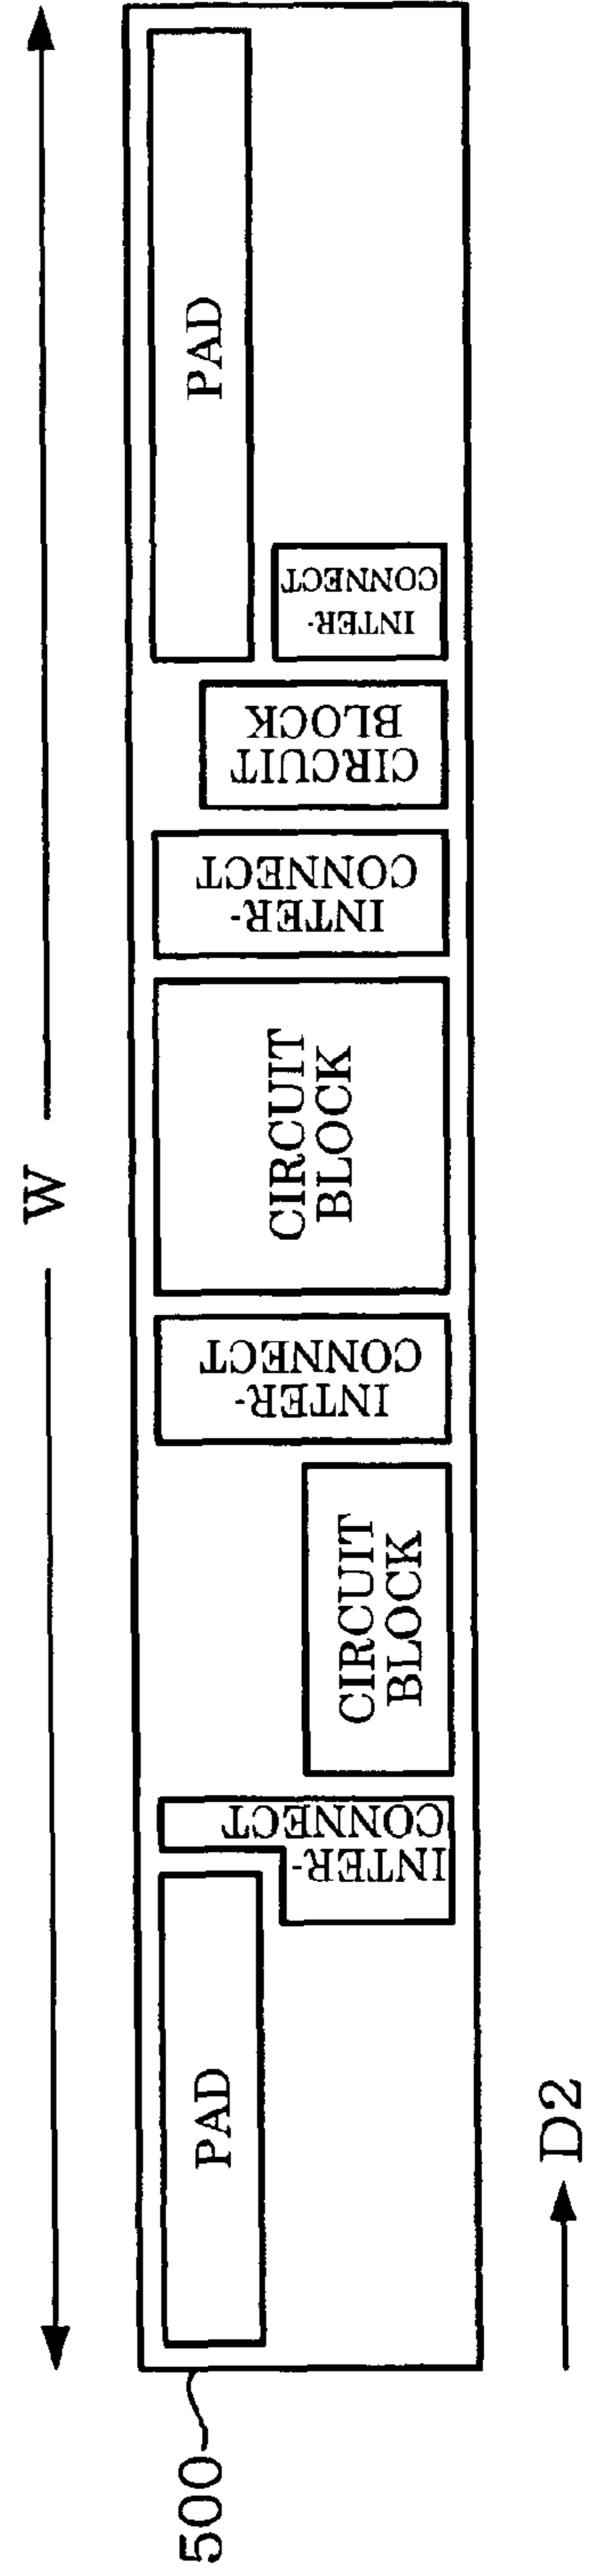 W
PAD
INTER-
CONNECT
CIRCUIT
BLOCK
INTER-
CONNECT
CIRCUIT
BLOCK
INTER-
CONNECT
CIRCUIT
BLOCK
INTER-
CONNECT
PAD
500
D2